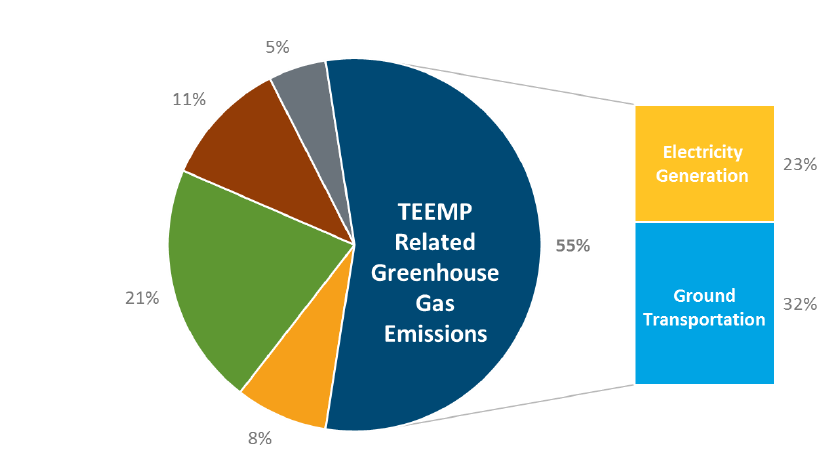 5%
11%
21%
8%
TEEMP
Related
Greenhouse
Gas
Emissions
55%
Electricity
Generation
23%
Ground
Transportation
32%